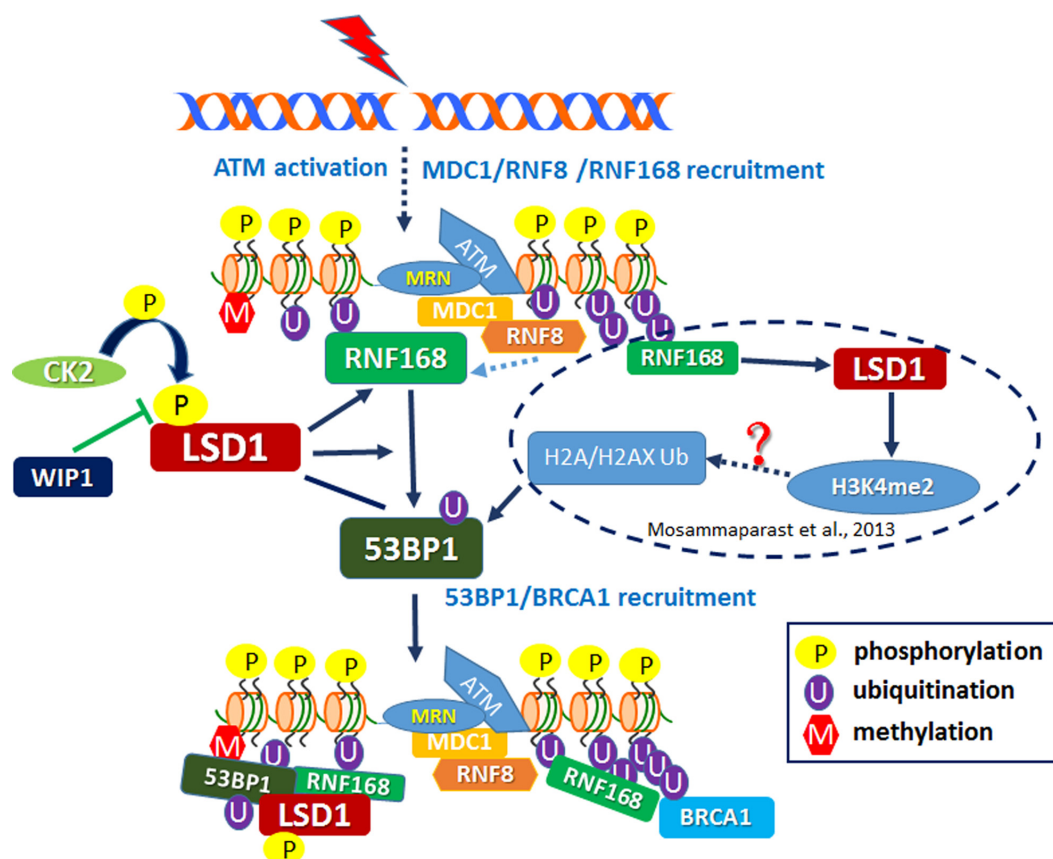 ATM activation
MDC1/RNF8 /RNF168 recruitment
P
P
P
P
P
P
ATM
MRN
MDC1
RNF8
M
U
U
U
U
U
U
U
P
CK2
P
LSD1
WIP1
RNF168
RNF168
LSD1
H2A/H2AX Ub
?
H3K4me2
Mosammaparast et al., 2013
U
53BP1
53BP1/BRCA1 recruitment
P
P
P
P
P
P
ATM
MRN
MDC1
RNF8
M
U
U
53BP1
RNF168
U
LSD1
P
U
U
U
U
U
U
RNF168
BRCA1
P phosphorylation
U ubiquitination
M methylation